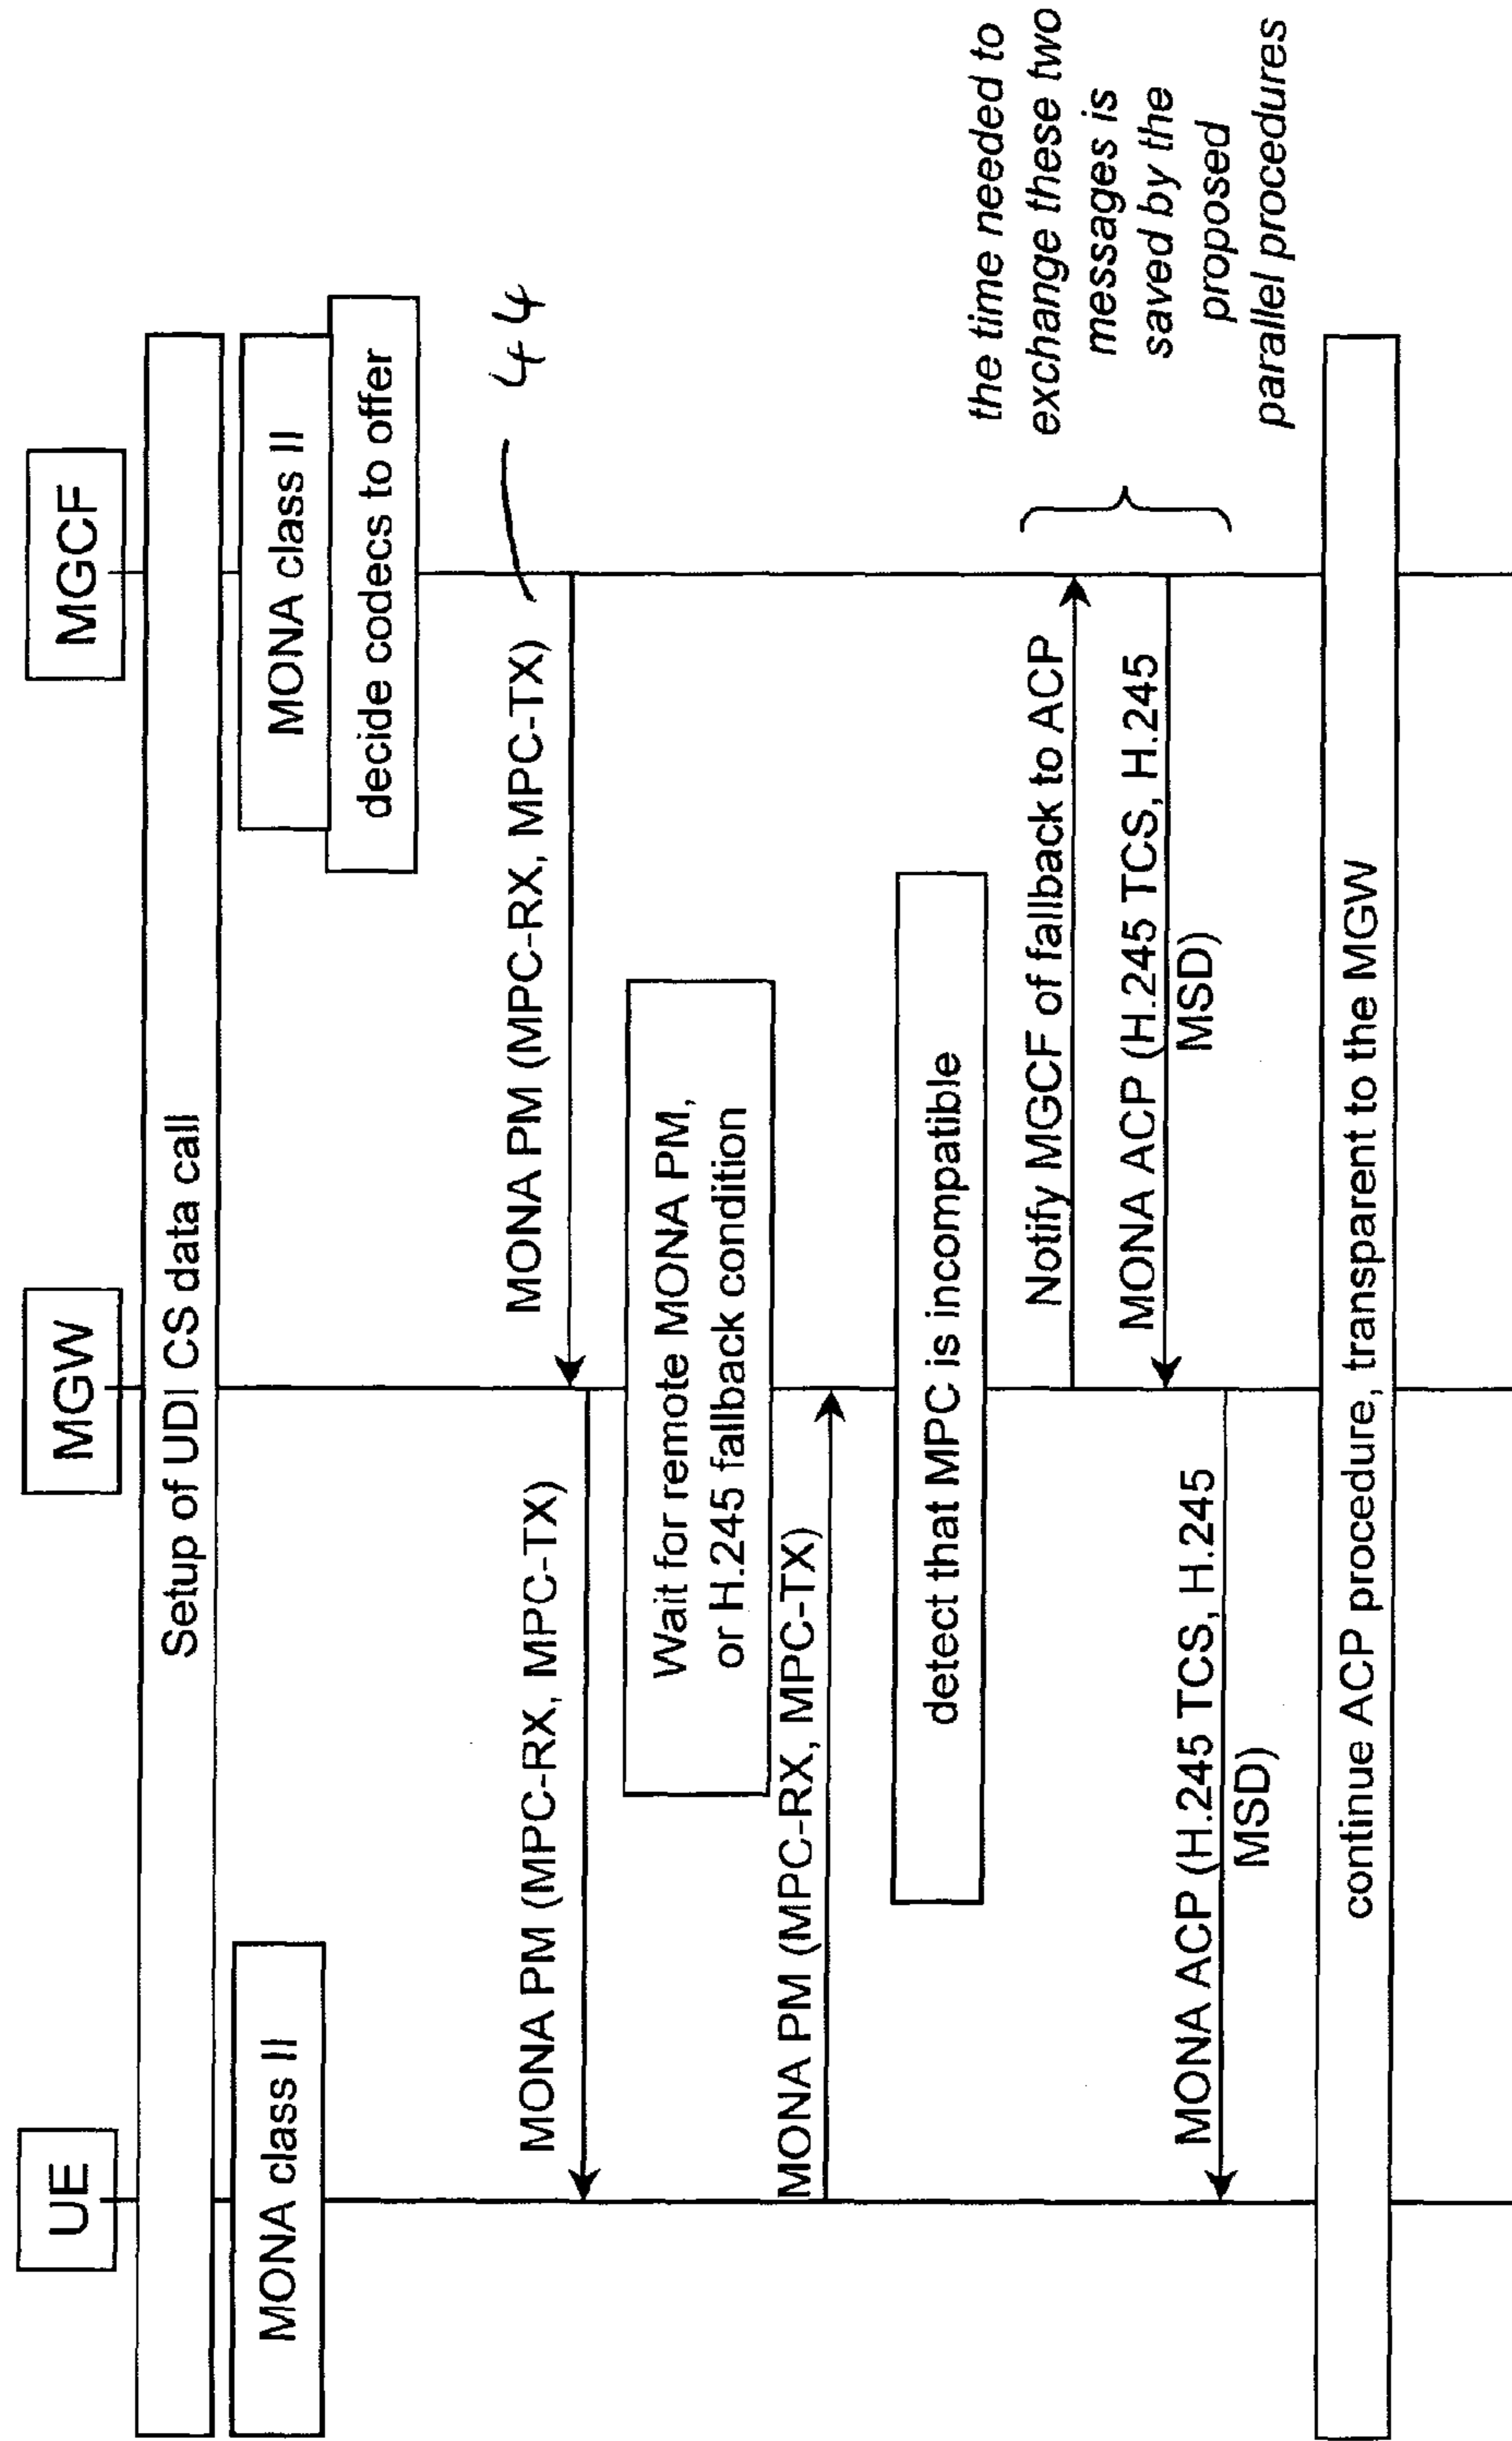 UE
MGW
MGCF
Setup of UDI CS data call
MONA class II
MONA class II
decide codecs to offer
44
MONA PM (MPC-RX, MPC-TX)
MONA PM (MPC-RX, MPC-TX)
Wait for remote MONA PM,
or H.245 fallback condition
MONA PM (MPC-RX, MPC-TX)
detect that MPC is incompatible
Notify MGCF of fallback to ACP
MONA ACP (H.245 TCS, H.245
MSD)
the time needed to
exchange these two
messages is
saved by the
proposed
parallel procedures
MONA ACP (H.245 TCS, H.245
MSD)
continue ACP procedure, transparent to the MGW